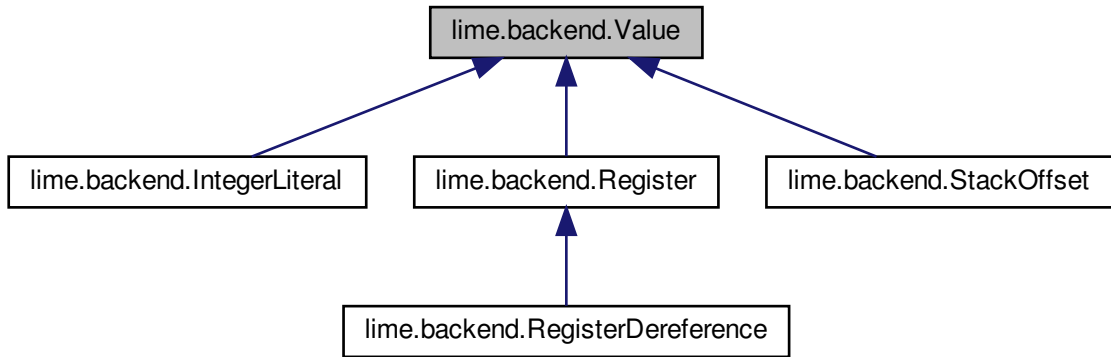 lime.backend.Value
lime.backend.IntegerLiteral
lime.backend.Register
lime.backend.StackOffset
lime.backend.RegisterDereference